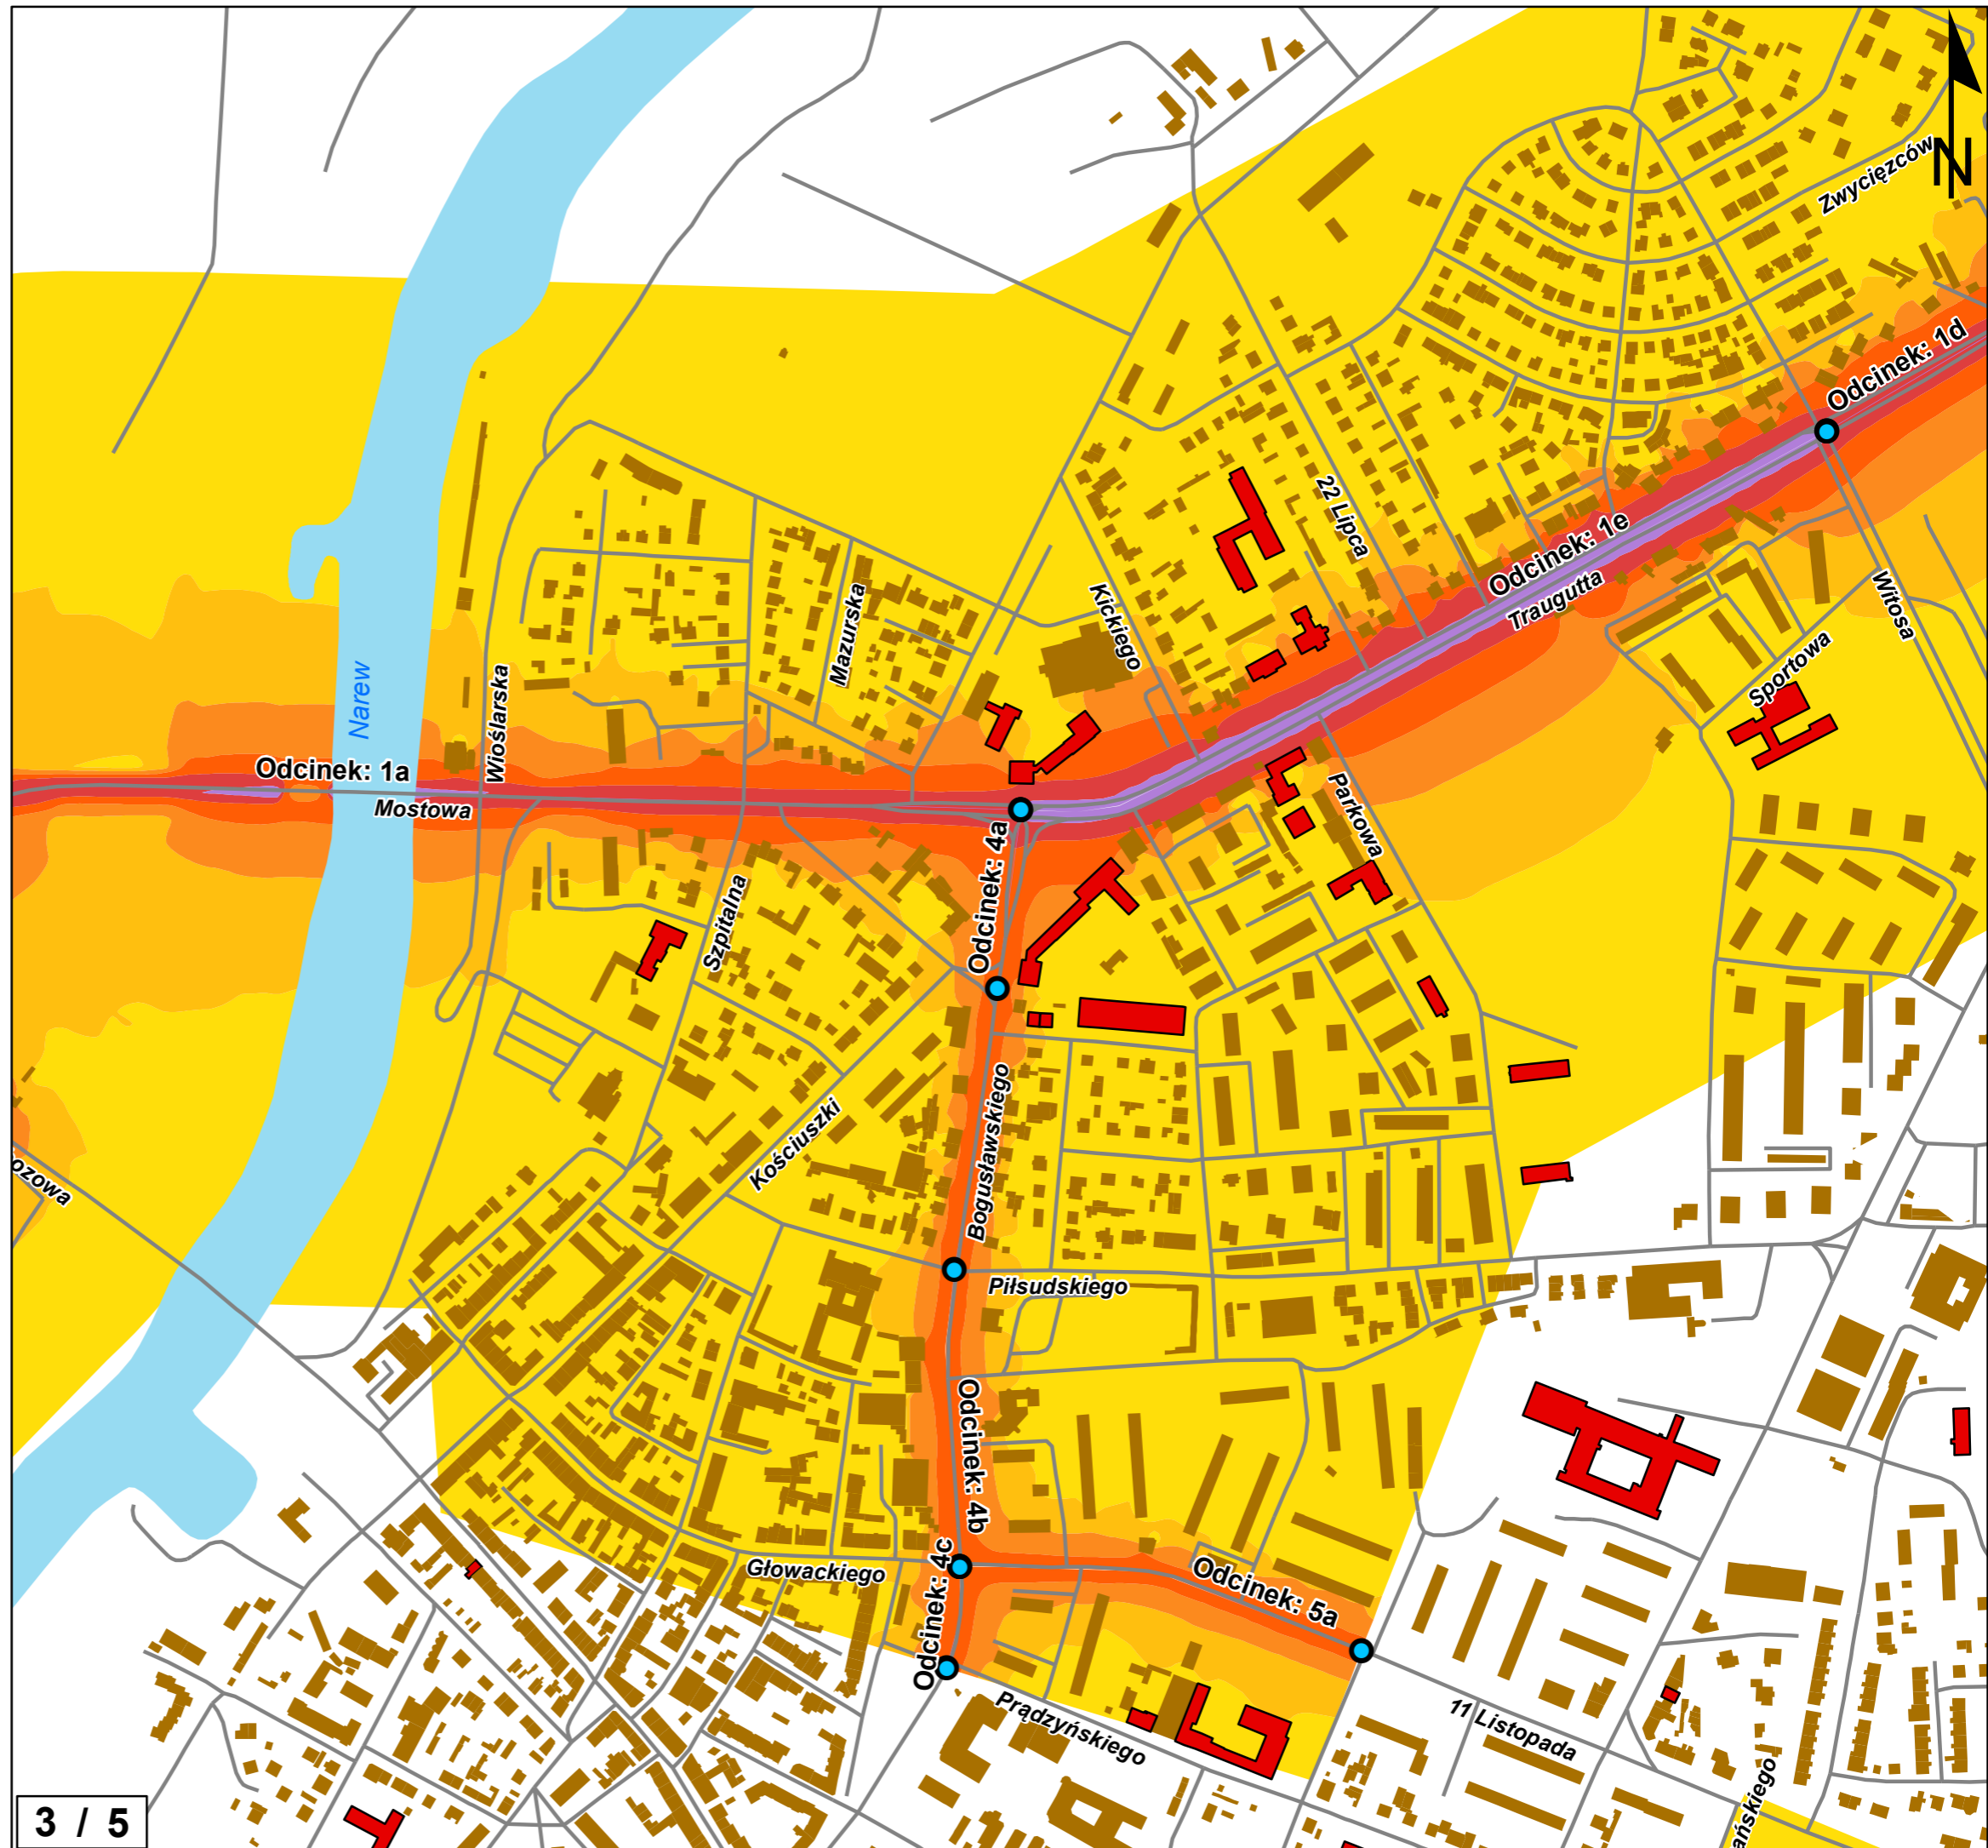 N
Zwycięzców
Odcinek: 1d
22 Lipca
Odcinek: 1e
Traugutta
Witosa
Kickiego
Mazurska
Sportowa
Narew
Wioślarska
Odcinek: 1a
Mostowa
Parkowa
Odcinek: 4a
Szpitalna
Bogusławskiego
Kościuszki
ozowa
Piłsudskiego
Odcinek: 4b
Głowackiego
Odcinek: 4c
Odcinek: 5a
Prądzyńskiego
11 Listopada
ańskiego
3 / 5